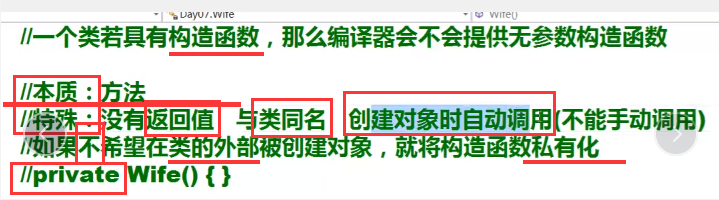 Day07.Wife
Wife()
//一个类若具有构造函数，那么编译器会不会提供无参数构造函数
//本质：方法
//特殊：没有返回值 与类同名 创建对象时自动调用(不能手动调用)
//如果不希望在类的外部被创建对象，就将构造函数私有化
//private Wife() { }